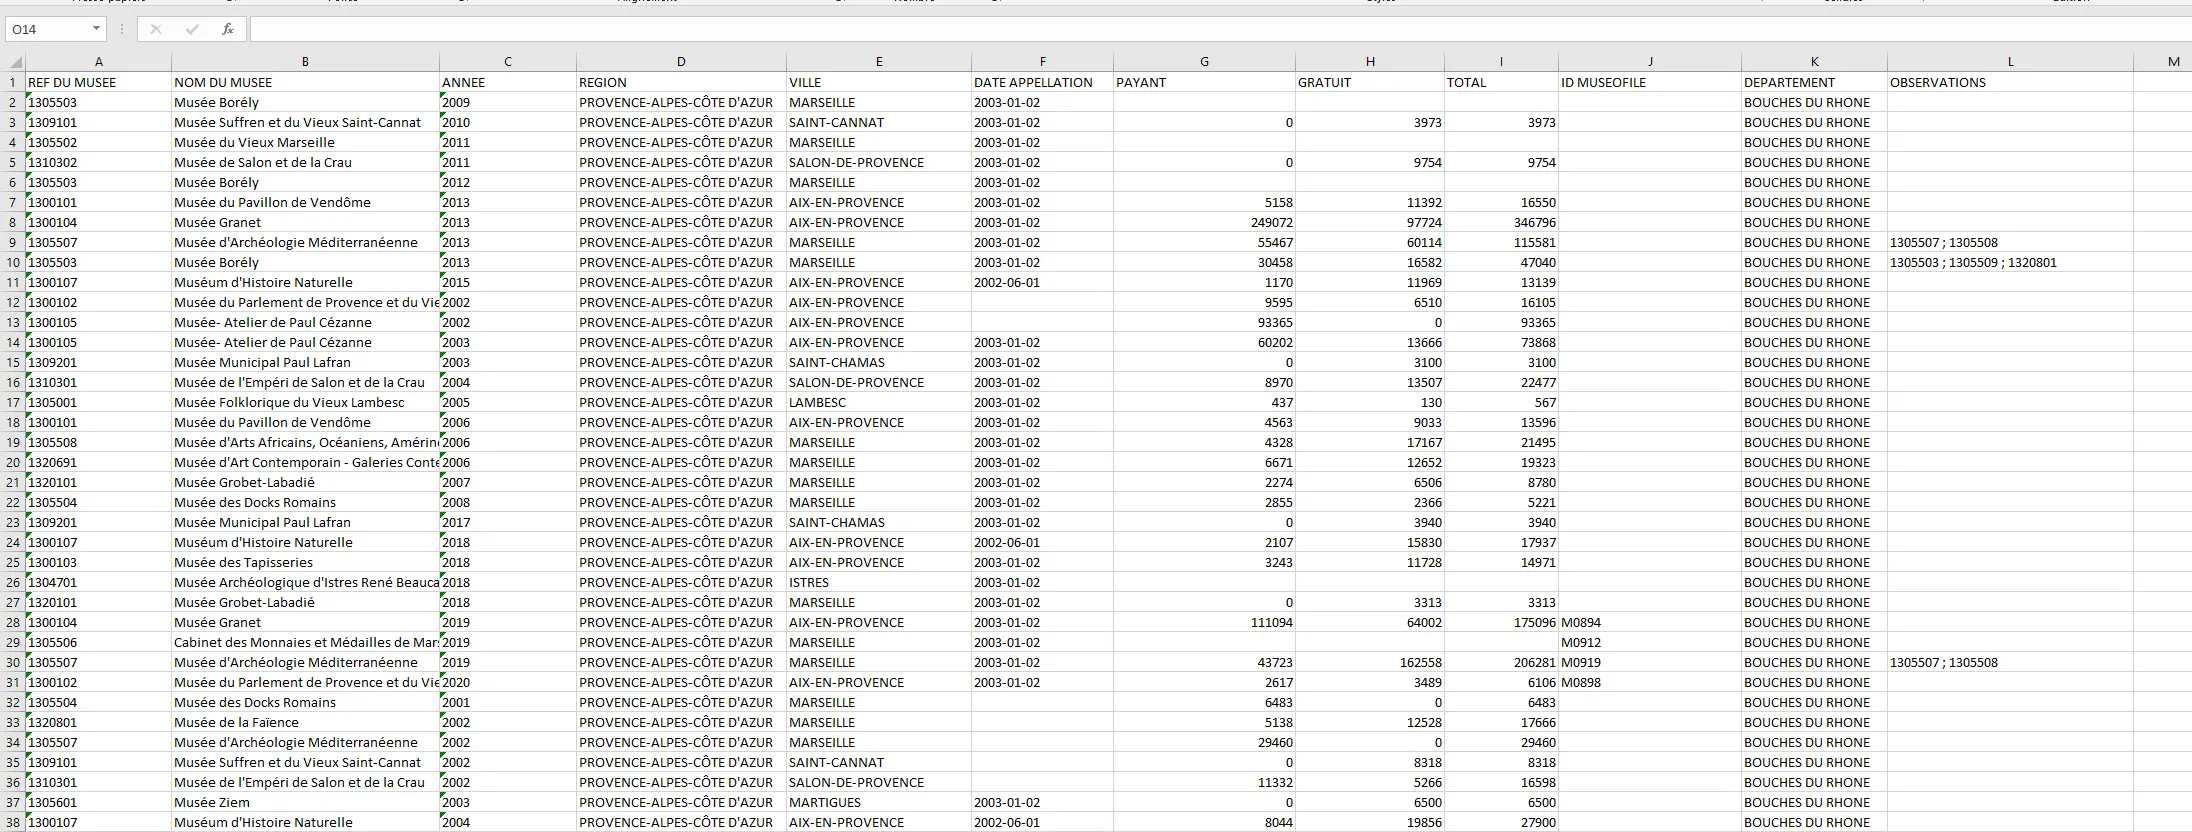 O14 fx
A B C D E F G H I J K L M
1 REF DU MUSEE NOM DU MUSEE ANNEE REGION VILLE DATE APPELLATION PAYANT GRATUIT TOTAL ID MUSEOFILE DEPARTEMENT OBSERVATIONS
2 1305503 Musée Borély 2009 PROVENCE-ALPES-CÔTE D'AZUR MARSEILLE 2003-01-02 BOUCHES DU RHONE
3 1309101 Musée Suffren et du Vieux Saint-Cannat 2010 PROVENCE-ALPES-CÔTE D'AZUR SAINT-CANNAT 2003-01-02 0 3973 3973 BOUCHES DU RHONE
4 1305502 Musée du Vieux Marseille 2011 PROVENCE-ALPES-CÔTE D'AZUR MARSEILLE 2003-01-02 BOUCHES DU RHONE
5 1310302 Musée de Salon et de la Crau 2011 PROVENCE-ALPES-CÔTE D'AZUR SALON-DE-PROVENCE 2003-01-02 0 9754 9754 BOUCHES DU RHONE
6 1305503 Musée Borély 2012 PROVENCE-ALPES-CÔTE D'AZUR MARSEILLE 2003-01-02 BOUCHES DU RHONE
7 1300101 Musée du Pavillon de Vendôme 2013 PROVENCE-ALPES-CÔTE D'AZUR AIX-EN-PROVENCE 2003-01-02 5158 11392 16550 BOUCHES DU RHONE
8 1300104 Musée Granet 2013 PROVENCE-ALPES-CÔTE D'AZUR AIX-EN-PROVENCE 2003-01-02 249072 97724 346796 BOUCHES DU RHONE
9 1305507 Musée d'Archéologie Méditerranéenne 2013 PROVENCE-ALPES-CÔTE D'AZUR MARSEILLE 2003-01-02 55467 60114 115581 BOUCHES DU RHONE 1305507 ; 1305508
10 1305503 Musée Borély 2013 PROVENCE-ALPES-CÔTE D'AZUR MARSEILLE 2003-01-02 30458 16582 47040 BOUCHES DU RHONE 1305503 ; 1305509 ; 1320801
11 1300107 Muséum d'Histoire Naturelle 2015 PROVENCE-ALPES-CÔTE D'AZUR AIX-EN-PROVENCE 2002-06-01 1170 11969 13139 BOUCHES DU RHONE
12 1300102 Musée du Parlement de Provence et du Vie 2002 PROVENCE-ALPES-CÔTE D'AZUR AIX-EN-PROVENCE 9595 6510 16105 BOUCHES DU RHONE
13 1300105 Musée- Atelier de Paul Cézanne 2002 PROVENCE-ALPES-CÔTE D'AZUR AIX-EN-PROVENCE 93365 0 93365 BOUCHES DU RHONE
14 1300105 Musée- Atelier de Paul Cézanne 2003 PROVENCE-ALPES-CÔTE D'AZUR AIX-EN-PROVENCE 2003-01-02 60202 13666 73868 BOUCHES DU RHONE
15 1309201 Musée Municipal Paul Lafran 2003 PROVENCE-ALPES-CÔTE D'AZUR SAINT-CHAMAS 2003-01-02 0 3100 3100 BOUCHES DU RHONE
16 1310301 Musée de l'Empéri de Salon et de la Crau 2004 PROVENCE-ALPES-CÔTE D'AZUR SALON-DE-PROVENCE 2003-01-02 8970 13507 22477 BOUCHES DU RHONE
17 1305001 Musée Folklorique du Vieux Lambesc 2005 PROVENCE-ALPES-CÔTE D'AZUR LAMBESC 2003-01-02 437 130 567 BOUCHES DU RHONE
18 1300101 Musée du Pavillon de Vendôme 2006 PROVENCE-ALPES-CÔTE D'AZUR AIX-EN-PROVENCE 2003-01-02 4563 9033 13596 BOUCHES DU RHONE
19 1305508 Musée d'Arts Africains, Océaniens, Amérin 2006 PROVENCE-ALPES-CÔTE D'AZUR MARSEILLE 2003-01-02 4328 17167 21495 BOUCHES DU RHONE
20 1320691 Musée d'Art Contemporain - Galeries Conte 2006 PROVENCE-ALPES-CÔTE D'AZUR MARSEILLE 2003-01-02 6671 12652 19323 BOUCHES DU RHONE
21 1320101 Musée Grobet-Labadié 2007 PROVENCE-ALPES-CÔTE D'AZUR MARSEILLE 2003-01-02 2274 6506 8780 BOUCHES DU RHONE
22 1305504 Musée des Docks Romains 2008 PROVENCE-ALPES-CÔTE D'AZUR MARSEILLE 2003-01-02 2855 2366 5221 BOUCHES DU RHONE
23 1309201 Musée Municipal Paul Lafran 2017 PROVENCE-ALPES-CÔTE D'AZUR SAINT-CHAMAS 2003-01-02 0 3940 3940 BOUCHES DU RHONE
24 1300107 Muséum d'Histoire Naturelle 2018 PROVENCE-ALPES-CÔTE D'AZUR AIX-EN-PROVENCE 2002-06-01 2107 15830 17937 BOUCHES DU RHONE
25 1300103 Musée des Tapisseries 2018 PROVENCE-ALPES-CÔTE D'AZUR AIX-EN-PROVENCE 2003-01-02 3243 11728 14971 BOUCHES DU RHONE
26 1304701 Musée Archéologique d'Istres René Beauca 2018 PROVENCE-ALPES-CÔTE D'AZUR ISTRES 2003-01-02 BOUCHES DU RHONE
27 1320101 Musée Grobet-Labadié 2018 PROVENCE-ALPES-CÔTE D'AZUR MARSEILLE 2003-01-02 0 3313 3313 BOUCHES DU RHONE
28 1300104 Musée Granet 2019 PROVENCE-ALPES-CÔTE D'AZUR AIX-EN-PROVENCE 2003-01-02 111094 64002 175096 M0894 BOUCHES DU RHONE
29 1305506 Cabinet des Monnaies et Médailles de Mar 2019 PROVENCE-ALPES-CÔTE D'AZUR MARSEILLE 2003-01-02 M0912 BOUCHES DU RHONE
30 1305507 Musée d'Archéologie Méditerranéenne 2019 PROVENCE-ALPES-CÔTE D'AZUR MARSEILLE 2003-01-02 43723 162558 206281 M0919 BOUCHES DU RHONE 1305507 ; 1305508
31 1300102 Musée du Parlement de Provence et du Vie 2020 PROVENCE-ALPES-CÔTE D'AZUR AIX-EN-PROVENCE 2003-01-02 2617 3489 6106 M0898 BOUCHES DU RHONE
32 1305504 Musée des Docks Romains 2001 PROVENCE-ALPES-CÔTE D'AZUR MARSEILLE 6483 0 6483 BOUCHES DU RHONE
33 1320801 Musée de la Faïence 2002 PROVENCE-ALPES-CÔTE D'AZUR MARSEILLE 5138 12528 17666 BOUCHES DU RHONE
34 1305507 Musée d'Archéologie Méditerranéenne 2002 PROVENCE-ALPES-CÔTE D'AZUR MARSEILLE 29460 0 29460 BOUCHES DU RHONE
35 1309101 Musée Suffren et du Vieux Saint-Cannat 2002 PROVENCE-ALPES-CÔTE D'AZUR SAINT-CANNAT 0 8318 8318 BOUCHES DU RHONE
36 1310301 Musée de l'Empéri de Salon et de la Crau 2002 PROVENCE-ALPES-CÔTE D'AZUR SALON-DE-PROVENCE 11332 5266 16598 BOUCHES DU RHONE
37 1305601 Musée Ziem 2003 PROVENCE-ALPES-CÔTE D'AZUR MARTIGUES 2003-01-02 0 6500 6500 BOUCHES DU RHONE
38 1300107 Muséum d'Histoire Naturelle 2004 PROVENCE-ALPES-CÔTE D'AZUR AIX-EN-PROVENCE 2002-06-01 8044 19856 27900 BOUCHES DU RHONE